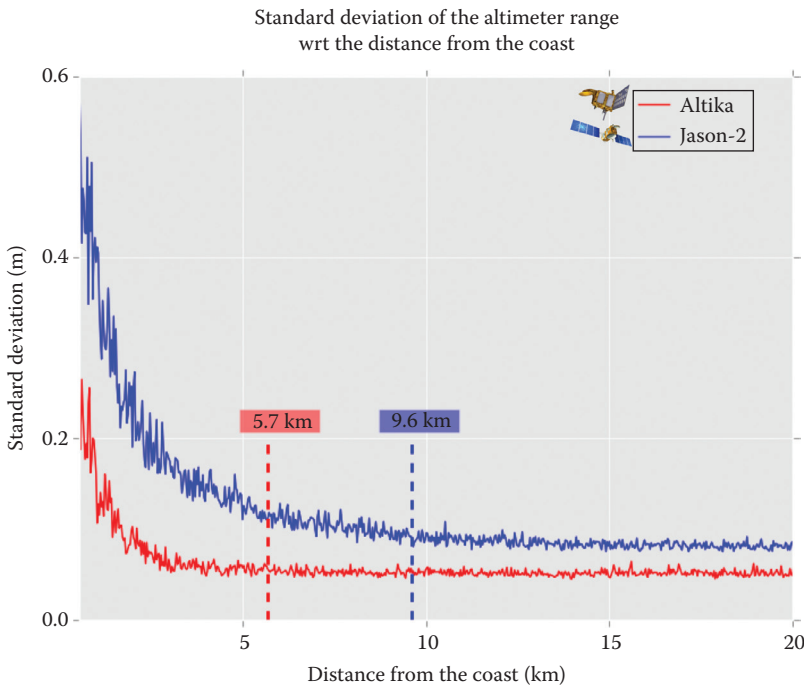 Standard deviation of the altimeter range
wrt the distance from the coast
0.6
Altika
Jason-2
0.4
Standard deviation (m)
5.7 km
9.6 km
0.2
0.0
5
10
15
20
Distance from the coast (km)